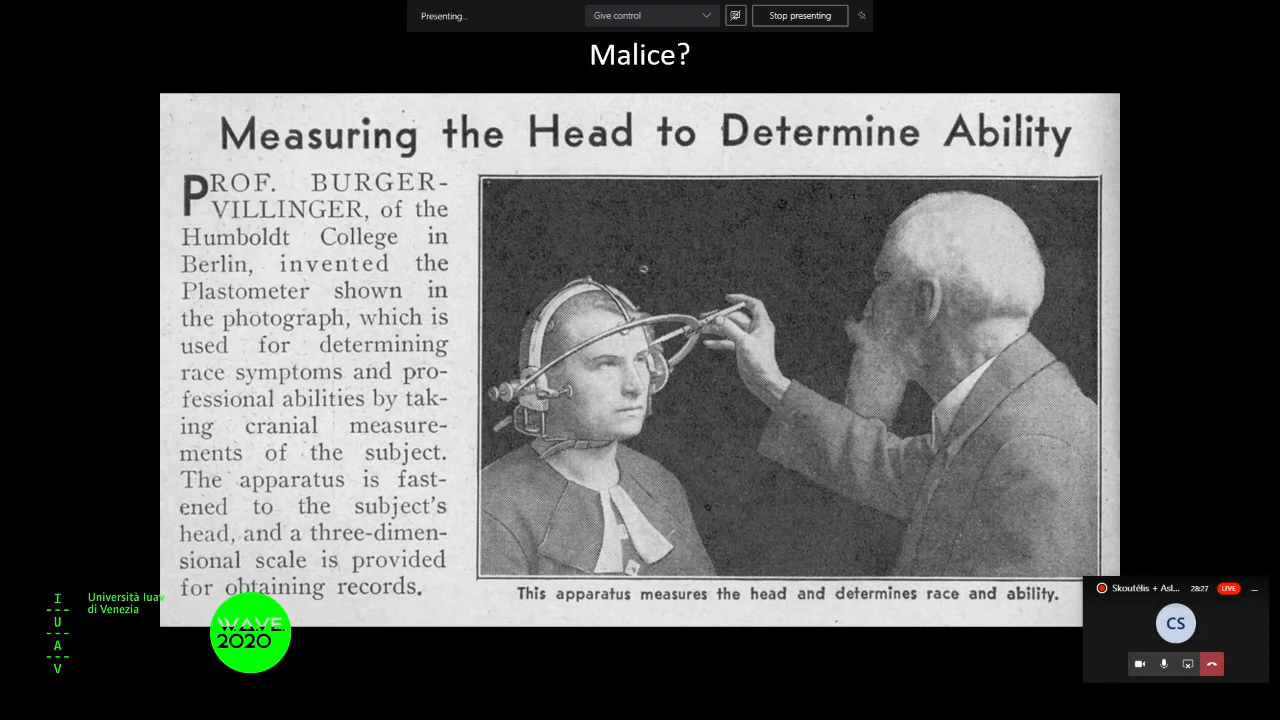 Presenting...
Give control
Stop presenting
Malice?
Measuring the Head to Determine Ability
PROF. BURGER-
VILLINGER, of the
Humboldt College in
Berlin, invented the
Plastometer shown in
the photograph, which is
used for determining
race symptoms and pro-
fessional abilities by tak-
ing cranial measure-
ments of the subject.
The apparatus is fast-
ened to the subject's
head, and a three-dimen-
sional scale is provided
for obtaining records.
This apparatus measures the head and determines race and ability.
I
U
A
V
Università Iuav
di Venezia
W.A.VE.
2020
Skoutèlis + Asl...
28:27
LIVE
CS